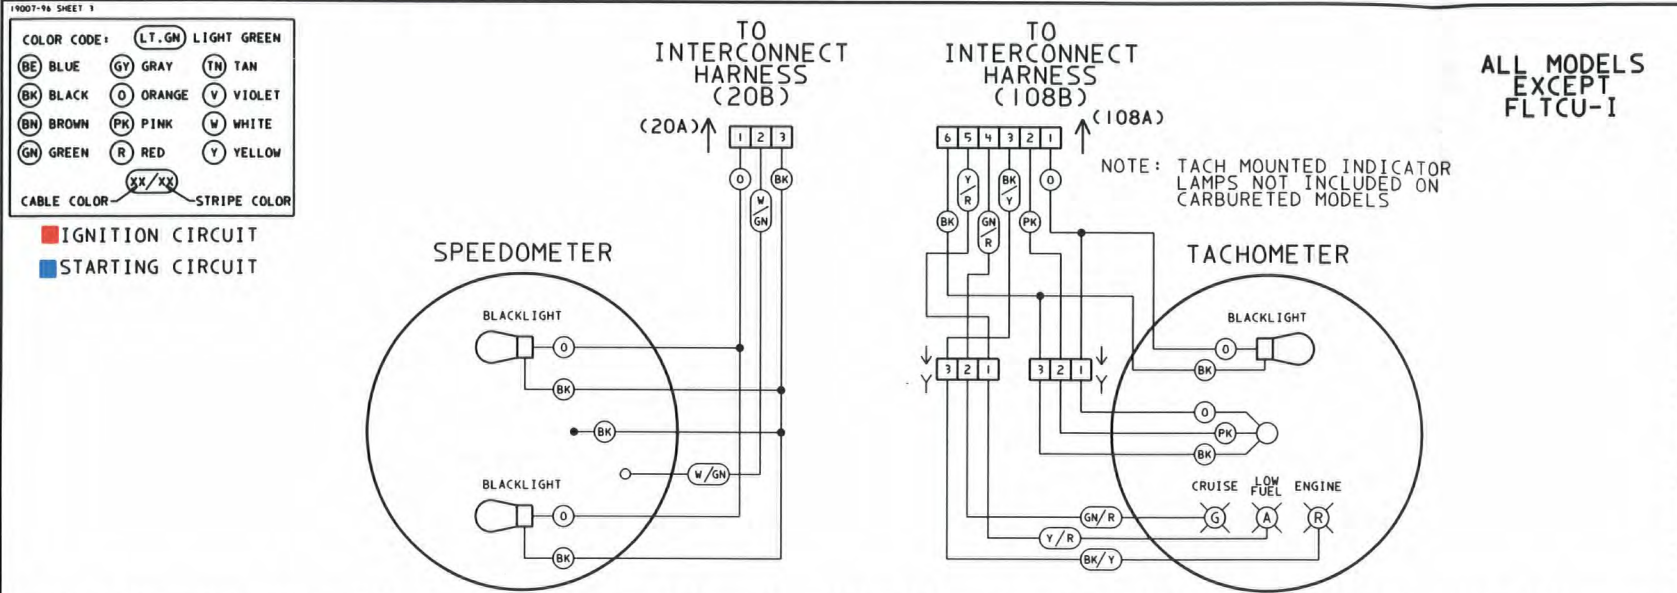 19007-96 SHEET 3
COLOR CODE: LT.GN LIGHT GREEN
BE BLUE GY GRAY TN TAN
BK BLACK O ORANGE V VIOLET
BN BROWN PK PINK W WHITE
GN GREEN R RED Y YELLOW
XX/XX
CABLE COLOR STRIPE COLOR
IGNITION CIRCUIT
STARTING CIRCUIT
TO
INTERCONNECT
HARNESS
(20B)
(20A)
1 2 3
O BK
W/GN
SPEEDOMETER
BLACKLIGHT
O
BK
BK
W/GN
BLACKLIGHT
O
BK
TO
INTERCONNECT
HARNESS
(108B)
(108A)
6 5 4 3 2 1
Y/R BK/Y O
BK GN/R PK
NOTE: TACH MOUNTED INDICATOR
LAMPS NOT INCLUDED ON
CARBURETED MODELS
ALL MODELS
EXCEPT
FLTCU-I
TACHOMETER
BLACKLIGHT
O
BK
3 2 1 3 2 1
O
PK
BK
CRUISE LOW FUEL ENGINE
GN/R G A R
Y/R
BK/Y